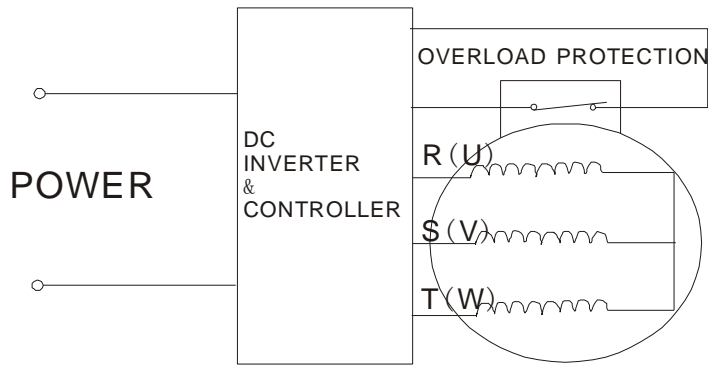 OVERLOAD PROTECTION
DC
INVERTER
&
CONTROLLER
POWER
R(U)
S(V)
T(W)